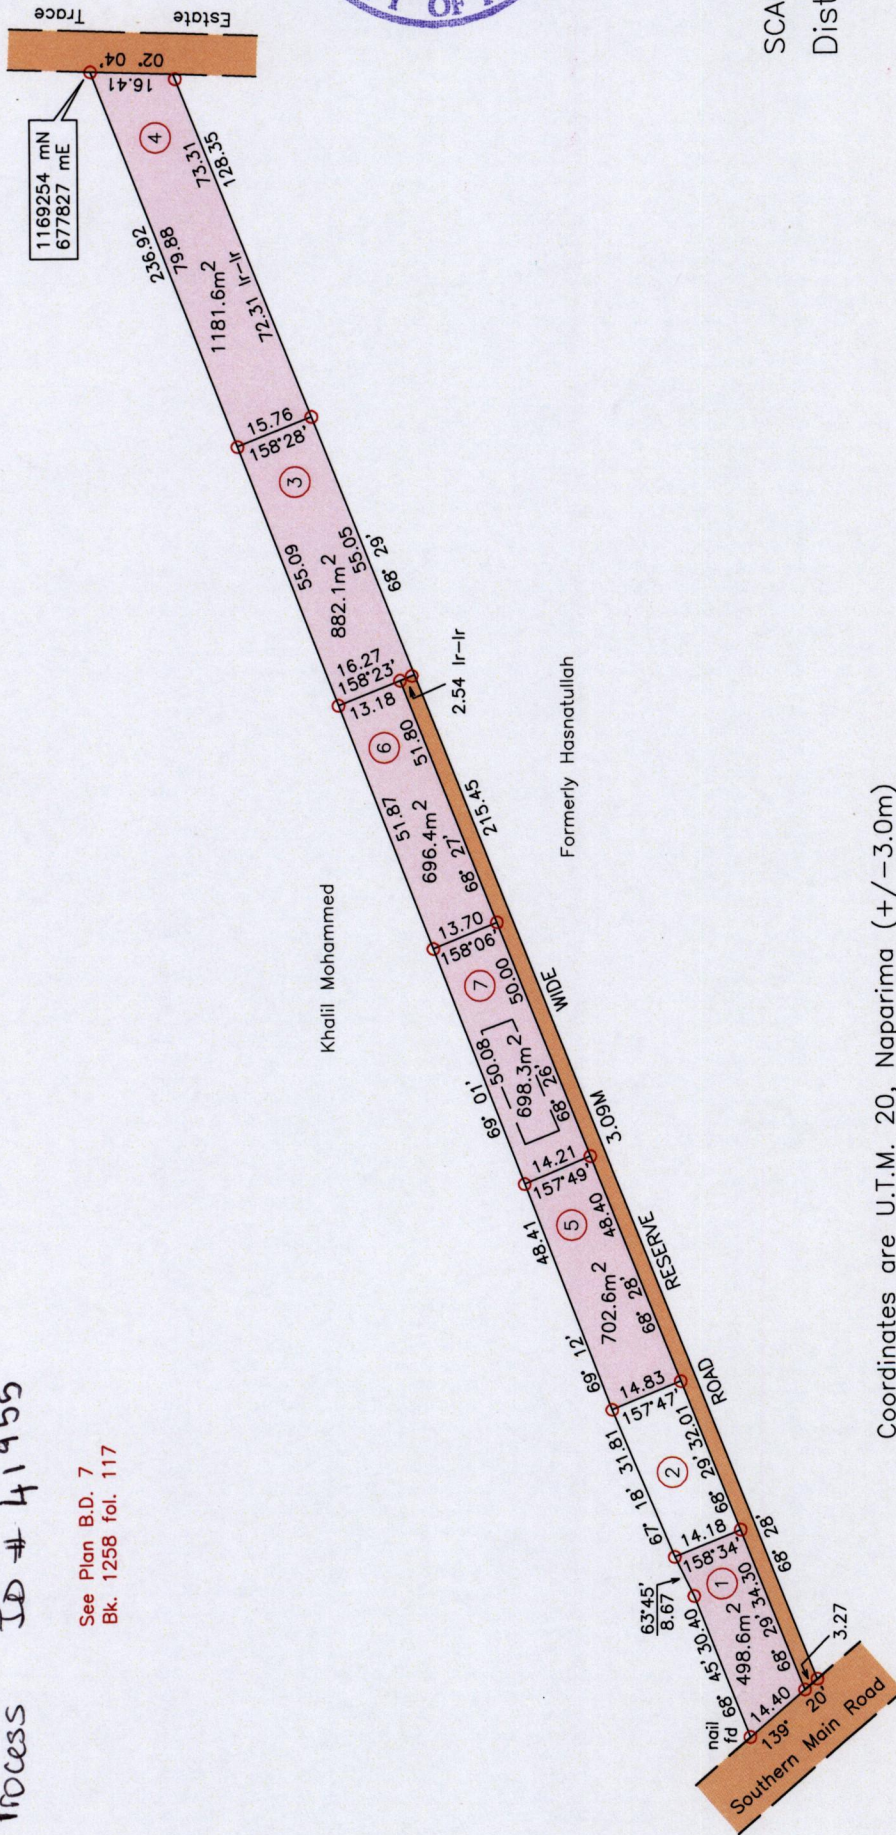 Process ID # 41955
See Plan B.D. 7
Bk. 1258 fol. 117
Trace
Estate
02° 04'
16.41
1169254 mN
677827 mE
4
236.92
79.88
1181.6m2
73.31
128.35
72.31 Ir-Ir
15.76
158°28'
3
55.09
882.1m2
55.05
68° 29'
16.27
158°23'
13.18
2.54 Ir-Ir
6
51.87
696.4m2
51.80
68° 27'
215.45
Khalil Mohammed
Formerly Hasnatullah
13.70
158°06'
7
69° 01'
50.08
698.3m2
50.00
68° 26'
14.21
157°49'
5
48.41
702.6m2
48.40
68° 28'
69° 12'
14.83
157°47'
2
67° 18' 31.81
68° 29' 32.01
14.18
158°34'
1
63°45'
8.67
68° 45' 30.40
498.6m2
68° 29' 34.30
68° 28'
ROAD RESERVE 3.09M WIDE
nail
fd
14.40
139° 20'
3.27
Southern Main Road
OF
SCA
Dist
Coordinates are U.T.M. 20, Naparima (+/-3.0m)